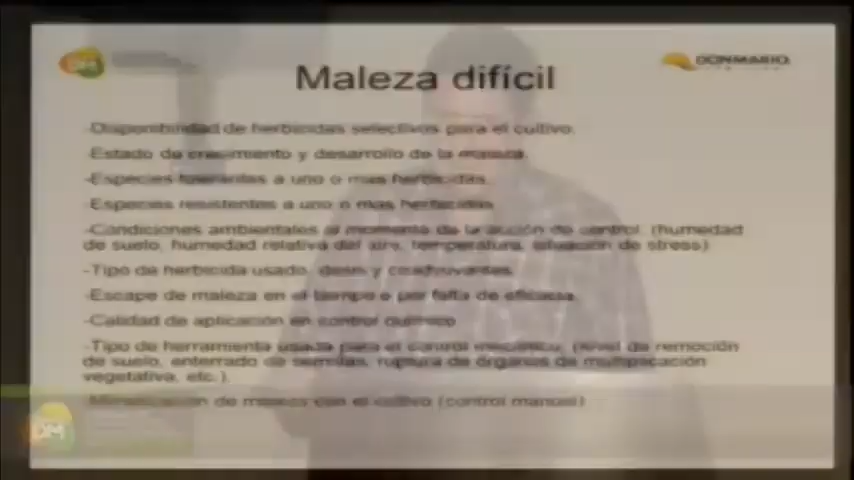 DM
DONMARIO
Maleza difícil
-Disponibilidad de herbicidas selectivos para el cultivo.
-Estado de crecimiento y desarrollo de la maleza.
-Especies tolerantes a uno o mas herbicidas.
-Especies resistentes a uno o mas herbicidas
-Condiciones ambientales al momento de la acción de control. (humedad
de suelo, humedad relativa del aire, temperatura, situación de stress)
-Tipo de herbicida usado, dosis y coadyuvantes.
-Escape de maleza en el tiempo o por falta de eficacia.
-Calidad de aplicación en control químico
-Tipo de herramienta usada para el control mecánico, (nivel de remoción
de suelo, enterrado de semillas, ruptura de órganos de multiplicación
vegetativa, etc.).
de maleza con el cultivo (control manual)
DM